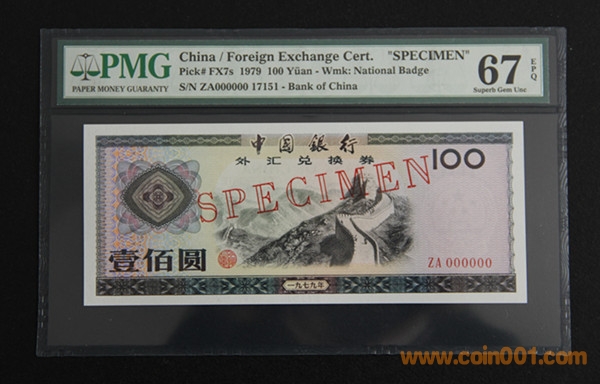 PMG
PAPER MONEY GUARANTY
China / Foreign Exchange Cert. "SPECIMEN"
Pick# FX7s 1979 100 Yüan - Wmk: National Badge
S/N ZA000000 17151 - Bank of China
67 EPQ
Superb Gem Unc
中国银行
外汇兑换券
100
SPECIMEN
ZA 000000
壹佰圆
一九七九年
www.coin001.com